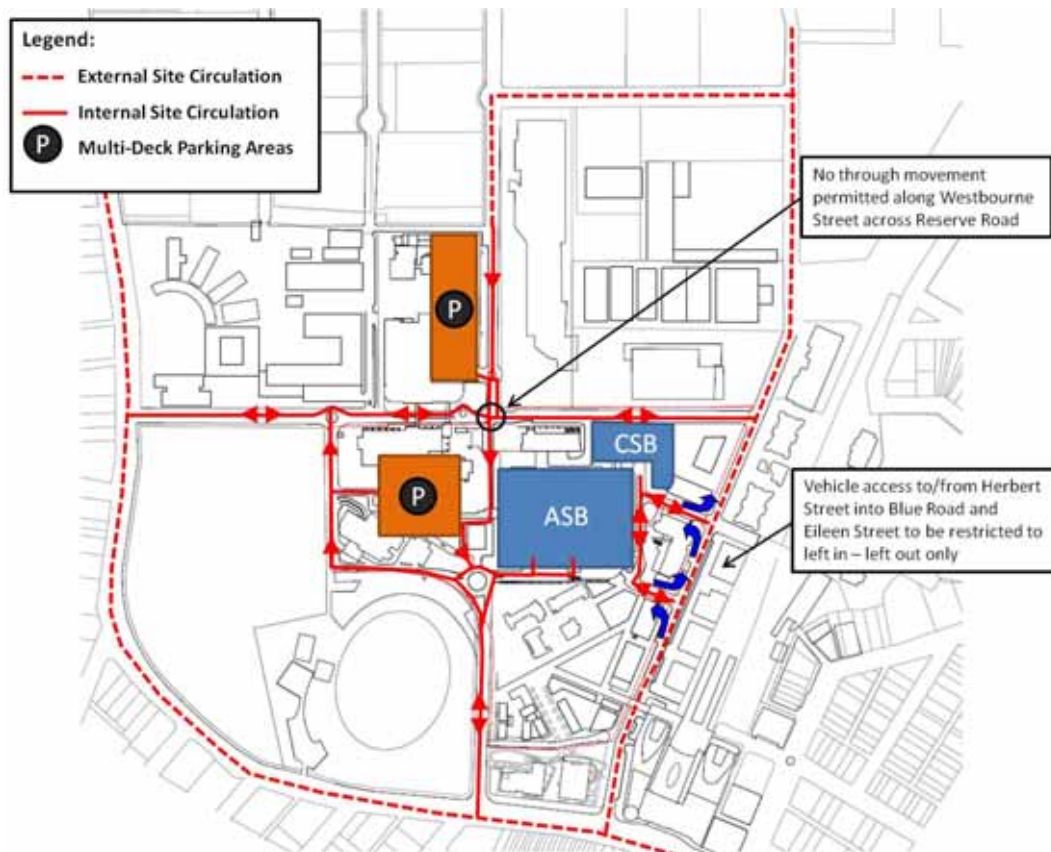 Legend:
External Site Circulation
Internal Site Circulation
P
Multi-Deck Parking Areas
No through movement
permitted along Westbourne
Street across Reserve Road
P
CSB
P
ASB
Vehicle access to/from Herbert
Street into Blue Road and
Eileen Street to be restricted to
left in – left out only